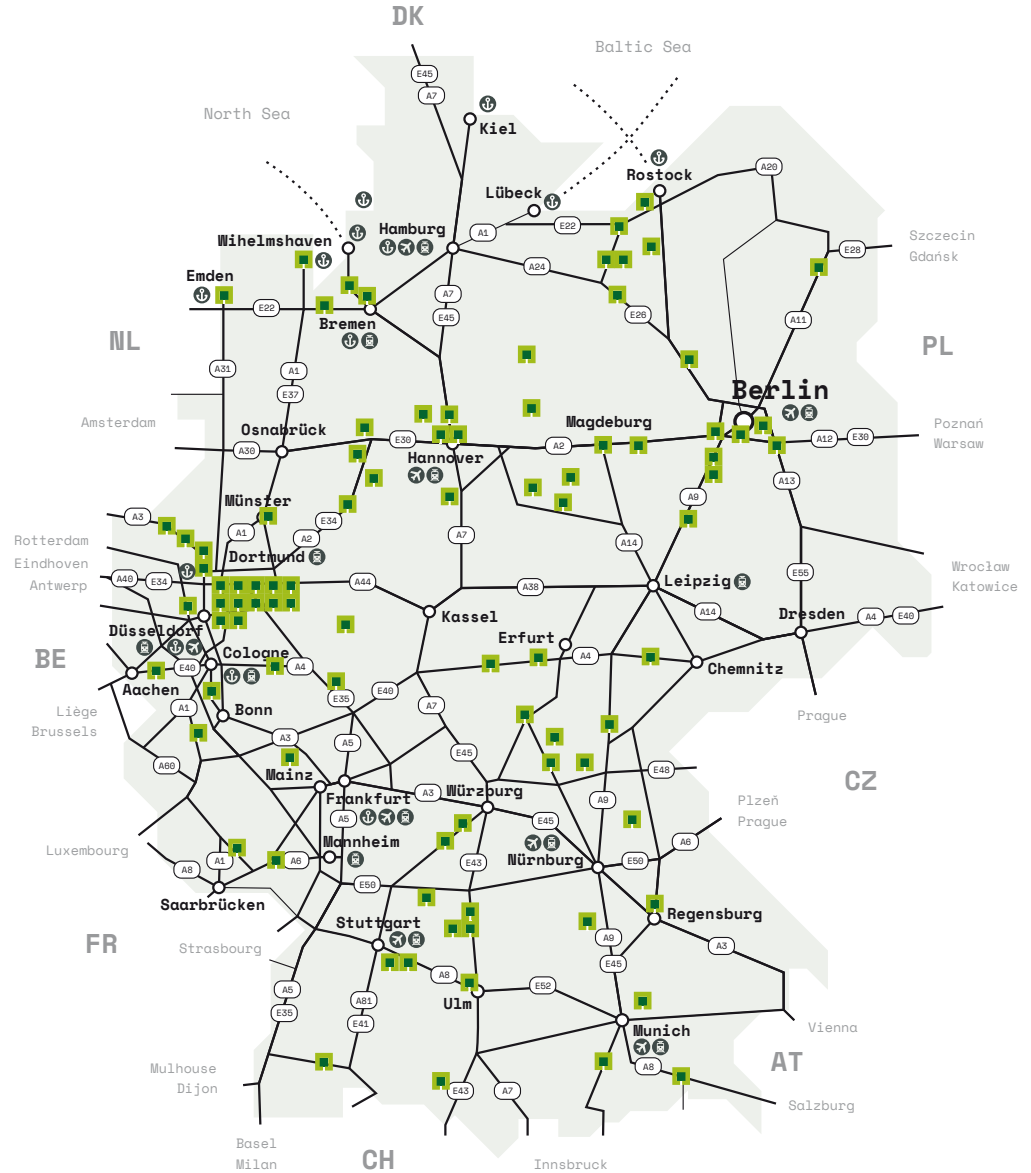 DK
Baltic Sea
E45
A7
North Sea
Kiel
A20
Rostock
Lübeck
Hamburg
A1
E22
Szczecin
Gdańsk
E28
Wihelmshaven
A24
Emden
A7
E22
E45
E26
A11
Bremen
NL
PL
A31
A1
E37
Berlin
Amsterdam
Osnabrück
Magdeburg
Poznań
Warsaw
A30
E30
A2
A12
E30
Hannover
A13
A9
Münster
A3
E34
A1
A2
A7
A14
Rotterdam
Eindhoven
Antwerp
Dortmund
Wrocław
Katowice
A40
E34
A44
A38
Leipzig
E55
Kassel
A14
Dresden
A4
E40
Düsseldorf
Erfurt
BE
Cologne
A4
A4
E40
Chemnitz
Aachen
E40
E35
Liège
Brussels
A1
Bonn
A7
Prague
A3
A5
E45
A60
Mainz
E48
CZ
Frankfurt
A3
Würzburg
A9
Plzeň
Prague
A5
E45
Mannheim
A6
Luxembourg
A1
A6
Nürnburg
E50
A8
E43
E50
Saarbrücken
Stuttgart
Regensburg
FR
Strasbourg
A9
A3
A8
E45
A5
A81
Ulm
E52
E35
E41
Munich
Vienna
Mulhouse
Dijon
A8
AT
E43
A7
Salzburg
Basel
Milan
CH
Innsbruck